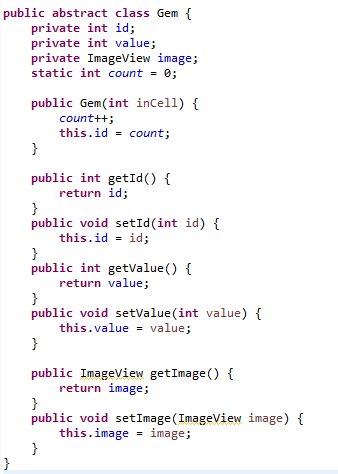 public abstract class Gem {
private int id;
private int value;
private ImageView image;
static int count = 0;
public Gem(int inCell) {
count++;
this.id = count;
}
public int getId() {
return id;
}
public void setId(int id) {
this.id = id;
}
public int getValue() {
return value;
}
public void setValue(int value) {
this.value = value;
}
public ImageView getImage() {
return image;
}
public void setImage(ImageView image) {
this.image = image;
}
}